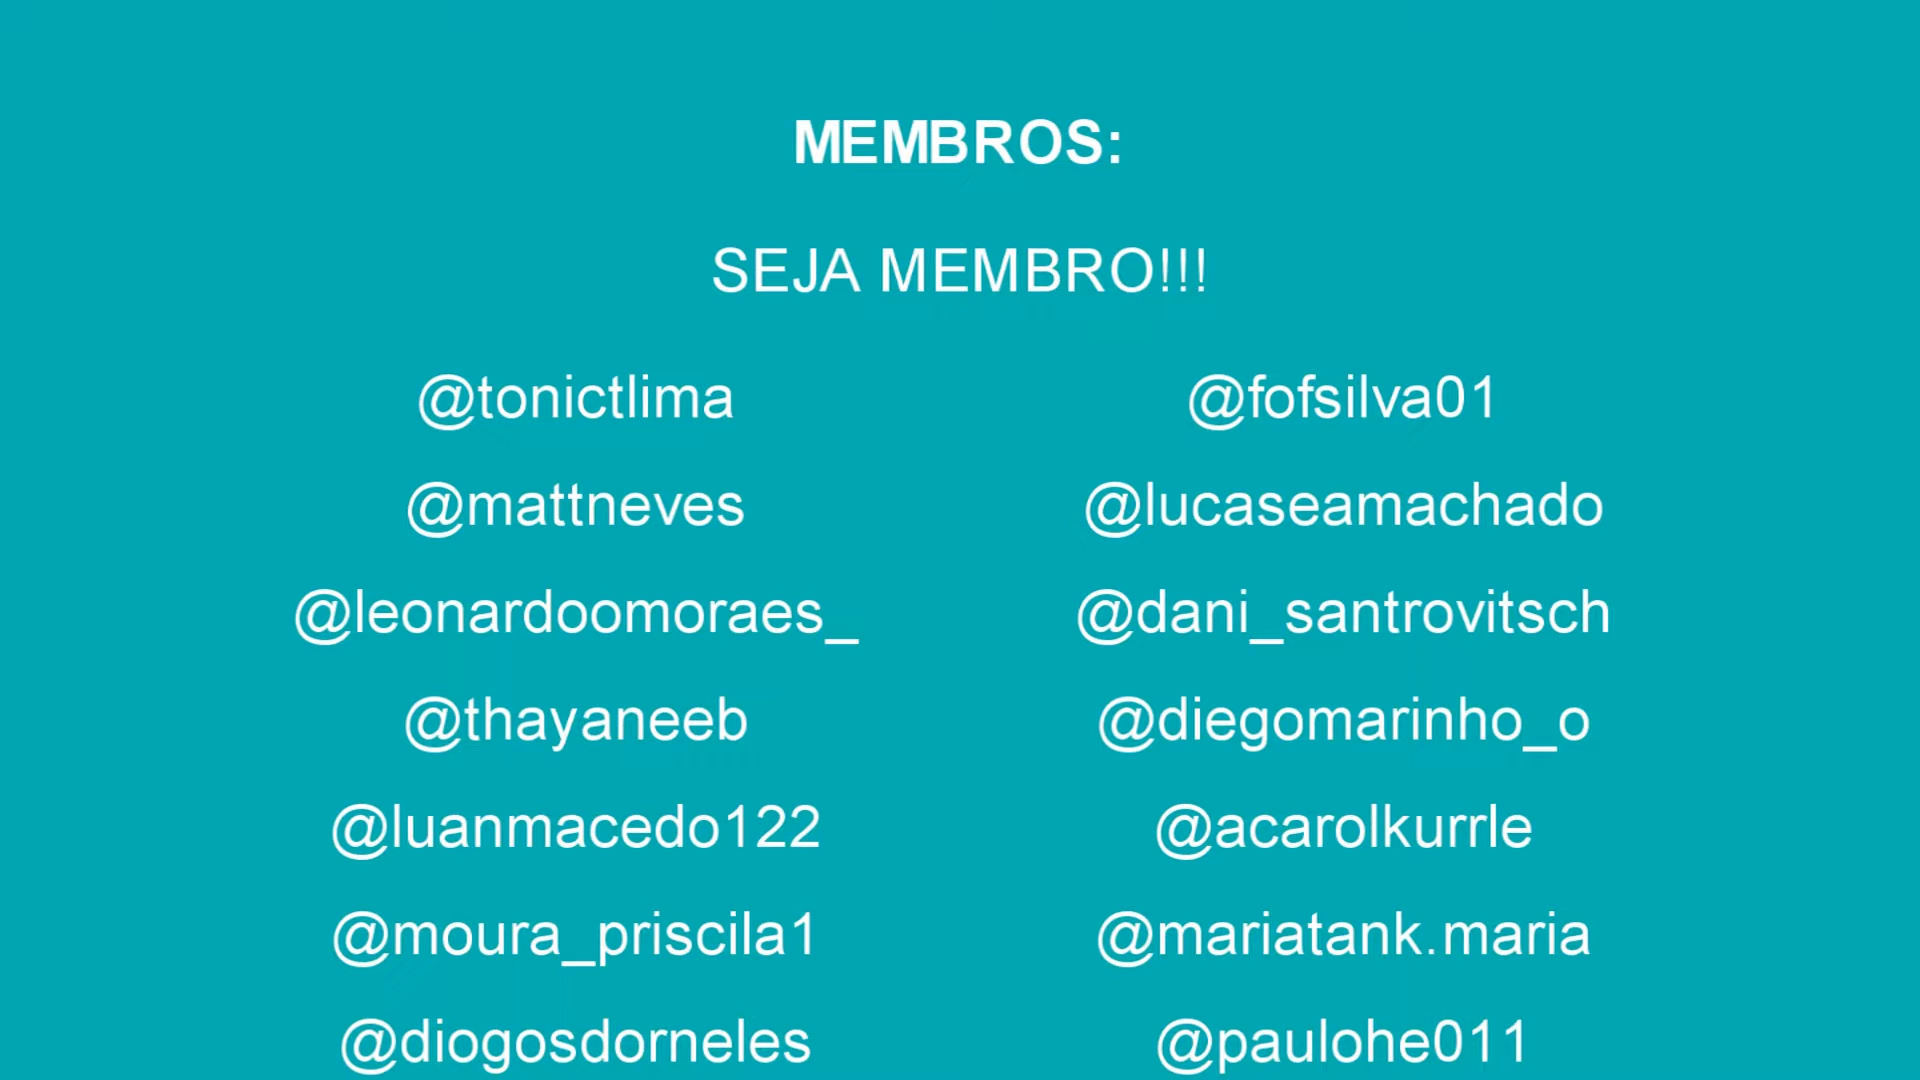 MEMBROS:
SEJA MEMBRO!!!
@tonictlima @fofsilva01
@mattneves @lucaseamachado
@leonardoomoraes_ @dani_santrovitsch
@thayaneeb @diegomarinho_o
@luanmacedo122 @acarolkurrle
@moura_priscila1 @mariatank.maria
@diogosdorneles @paulohe011